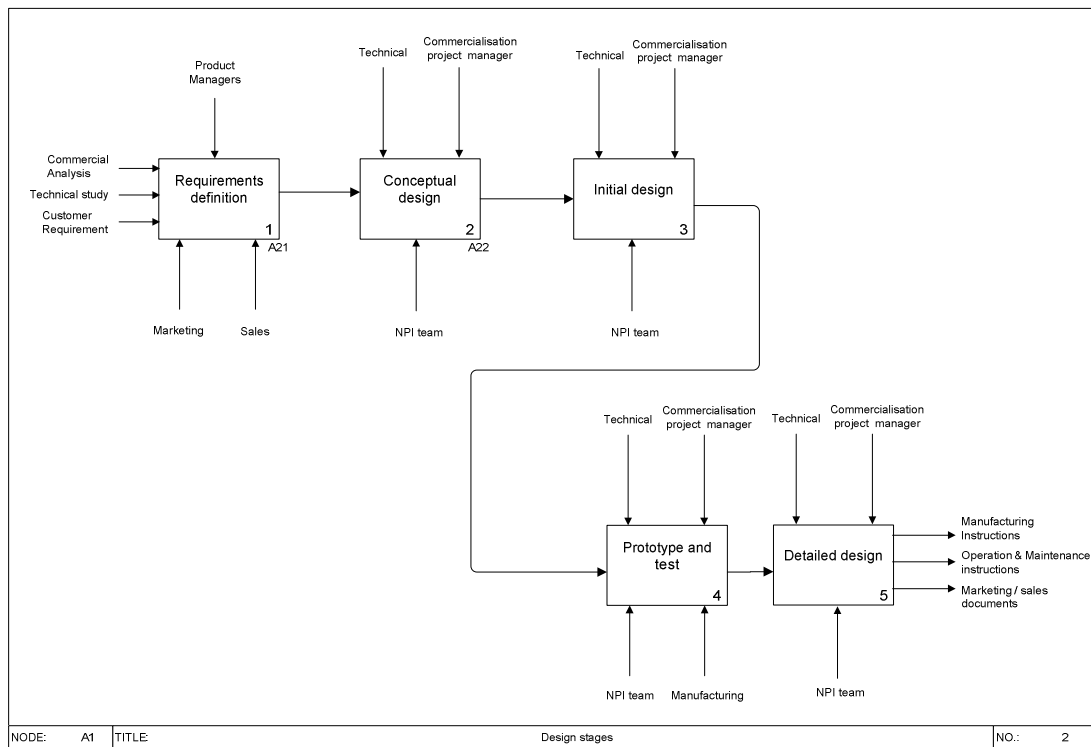 Product
Managers
Technical
Commercialisation
project manager
Technical
Commercialisation
project manager
Commercial
Analysis
Technical study
Customer
Requirement
Requirements
definition
1
A21
Conceptual
design
2
A22
Initial design
3
Marketing
Sales
NPI team
NPI team
Technical
Commercialisation
project manager
Technical
Commercialisation
project manager
Prototype and
test
4
Detailed design
5
Manufacturing
Instructions
Operation & Maintenance
instructions
Marketing / sales
documents
NPI team
Manufacturing
NPI team
NODE: A1 TITLE: Design stages NO.: 2